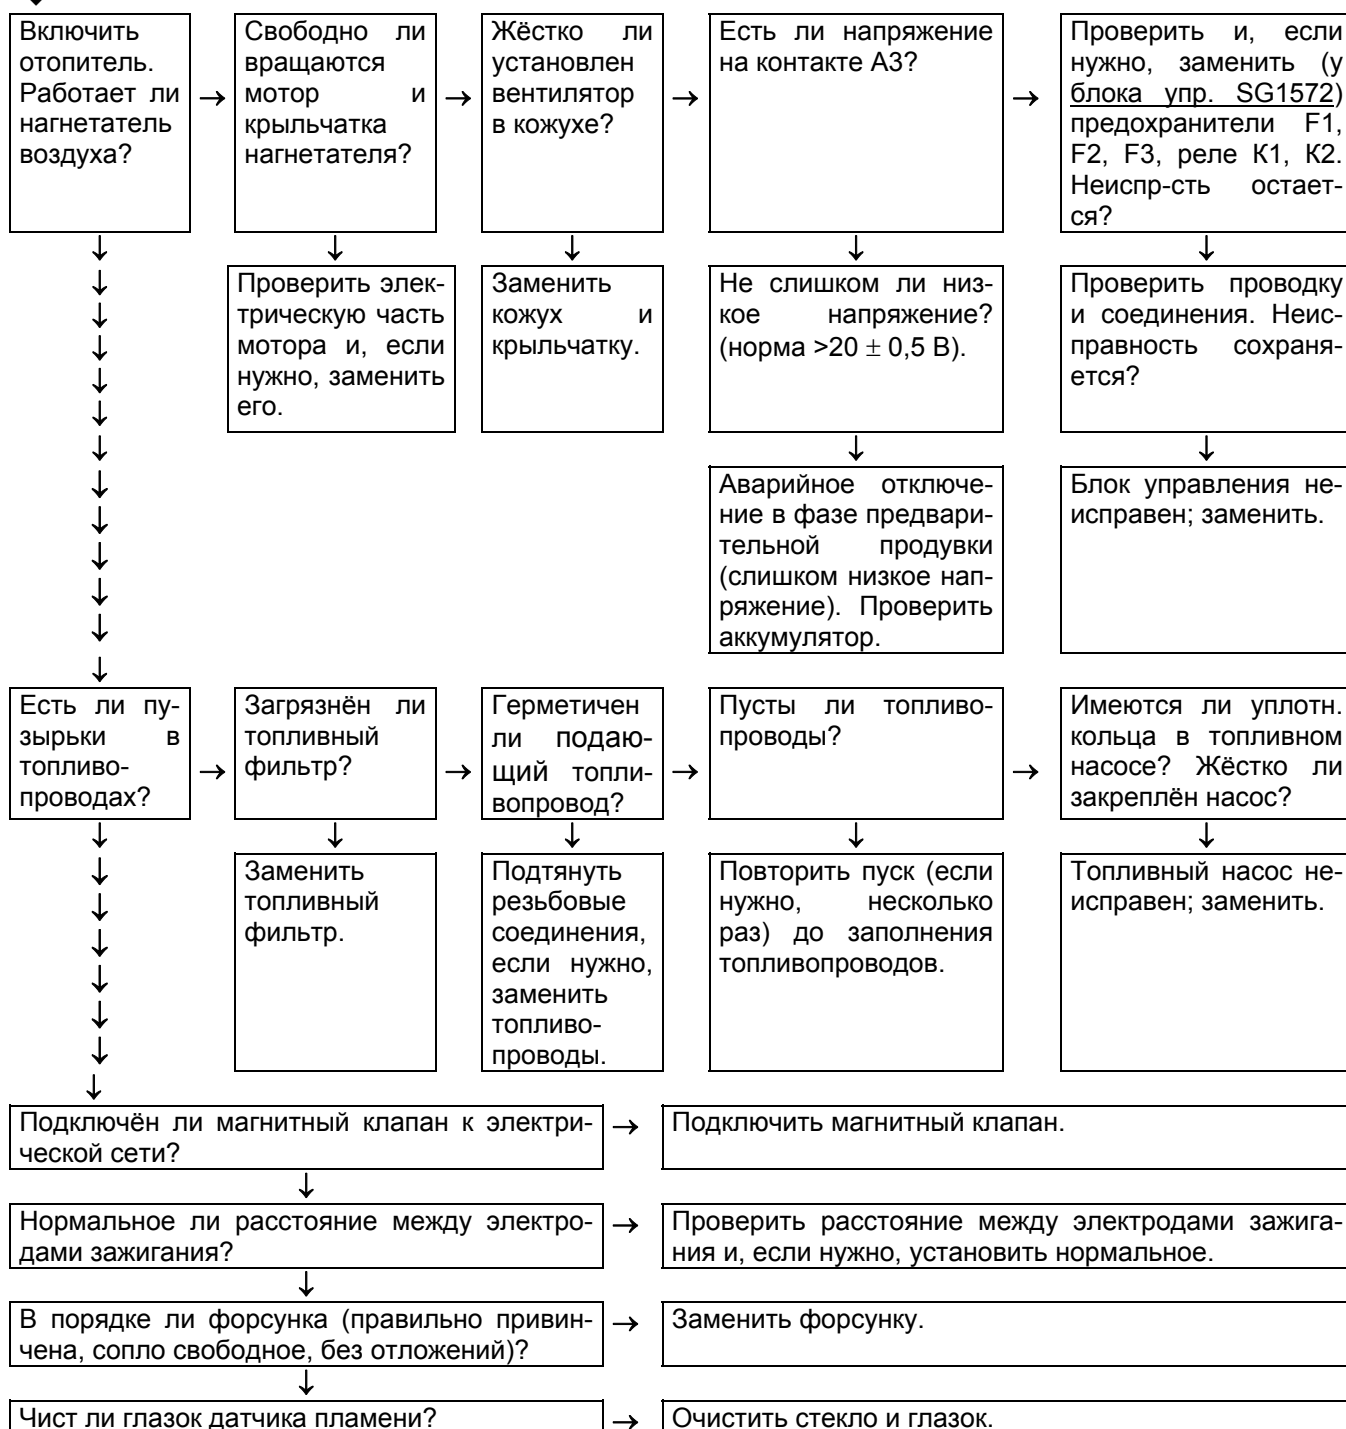 Включить
отопитель.
Работает ли
нагнетатель
воздуха?
→
Свободно ли
вращаются
мотор и
крыльчатка
нагнетателя?
→
Жёстко ли
установлен
вентилятор
в кожухе?
→
Есть ли напряжение
на контакте А3?
→
Проверить и, если
нужно, заменить (у
блока упр. SG1572)
предохранители F1,
F2, F3, реле К1, К2.
Неиспр-сть остает-
ся?
Проверить элек-
трическую часть
мотора и, если
нужно, заменить
его.
Заменить
кожух и
крыльчатку.
Не слишком ли низ-
кое напряжение?
(норма >20 ± 0,5 В).
Проверить проводку
и соединения. Неис-
правность сохраня-
ется?
Аварийное отключе-
ние в фазе предвари-
тельной продувки
(слишком низкое нап-
ряжение). Проверить
аккумулятор.
Блок управления не-
исправен; заменить.
Есть ли пу-
зырьки в
топливо-
проводах?
→
Загрязнён ли
топливный
фильтр?
→
Герметичен
ли подаю-
щий топли-
вопровод?
→
Пусты ли топливо-
проводы?
→
Имеются ли уплотн.
кольца в топливном
насосе? Жёстко ли
закреплён насос?
Заменить
топливный
фильтр.
Подтянуть
резьбовые
соединения,
если нужно,
заменить
топливо-
проводы.
Повторить пуск (если
нужно, несколько
раз) до заполнения
топливопроводов.
Топливный насос не-
исправен; заменить.
Подключён ли магнитный клапан к электри-
ческой сети?
→
Подключить магнитный клапан.
Нормальное ли расстояние между электро-
дами зажигания?
→
Проверить расстояние между электродами зажига-
ния и, если нужно, установить нормальное.
В порядке ли форсунка (правильно привин-
чена, сопло свободное, без отложений)?
→
Заменить форсунку.
Чист ли глазок датчика пламени?
→
Очистить стекло и глазок.